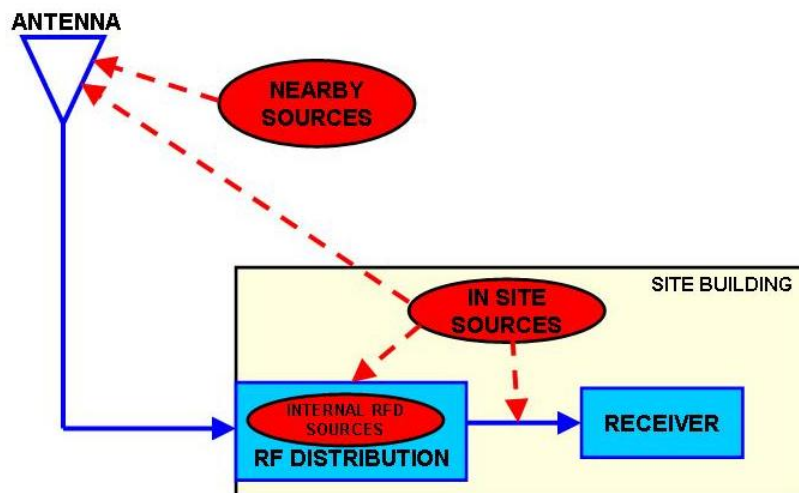 ANTENNA
NEARBY
SOURCES
SITE BUILDING
IN SITE
SOURCES
INTERNAL RFD
SOURCES
RF DISTRIBUTION
RECEIVER